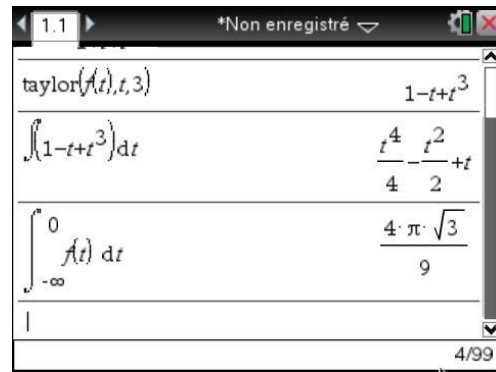 1.1 *Non enregistré
taylor(f(t),t,3) 1−t+t³
∫(1−t+t³)dt t⁴/4−t²/2+t
∫ 0 -∞ f(t) dt 4·π·√3/9
4/99